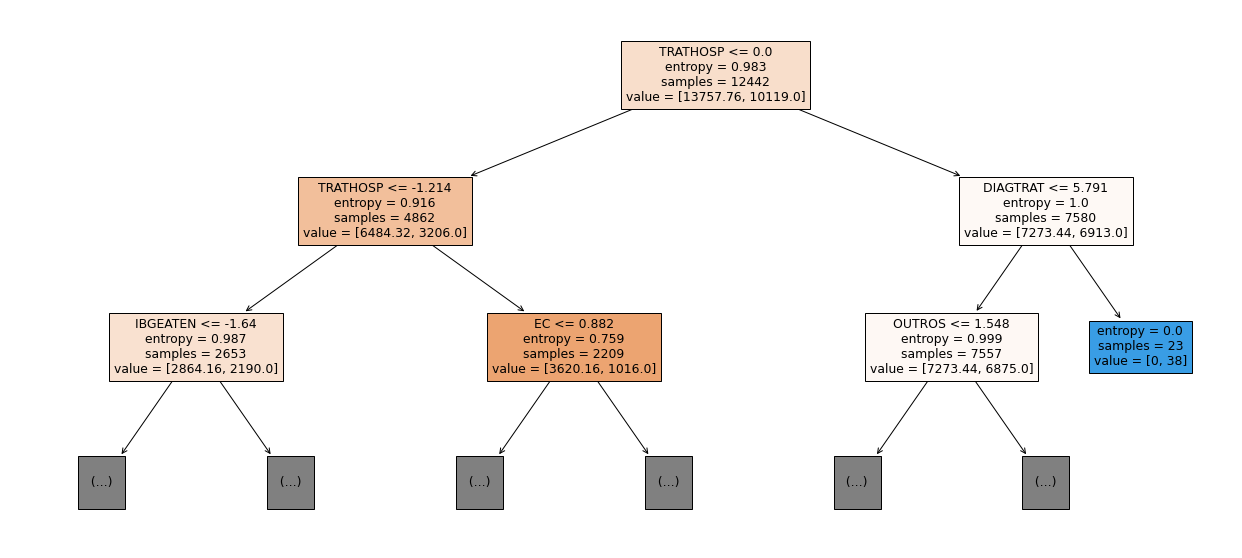 TRATHOSP <= 0.0
entropy = 0.983
samples = 12442
value = [13757.76, 10119.0]
TRATHOSP <= -1.214
entropy = 0.916
samples = 4862
value = [6484.32, 3206.0]
DIAGTRAT <= 5.791
entropy = 1.0
samples = 7580
value = [7273.44, 6913.0]
IBGEATEN <= -1.64
entropy = 0.987
samples = 2653
value = [2864.16, 2190.0]
EC <= 0.882
entropy = 0.759
samples = 2209
value = [3620.16, 1016.0]
OUTROS <= 1.548
entropy = 0.999
samples = 7557
value = [7273.44, 6875.0]
entropy = 0.0
samples = 23
value = [0, 38]
(...)
(...)
(...)
(...)
(...)
(...)